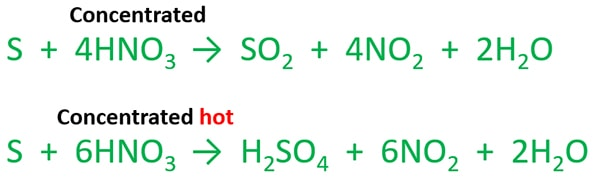 Concentrated
S + 4HNO₃ → SO₂ + 4NO₂ + 2H₂O
Concentrated hot
S + 6HNO₃ → H₂SO₄ + 6NO₂ + 2H₂O